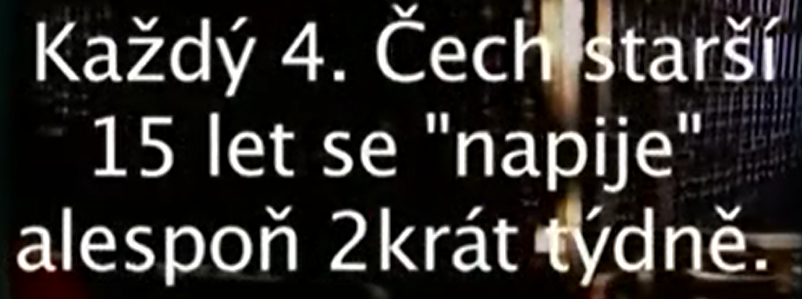 Každý 4. Čech starší
15 let se "napije"
alespoň 2krát týdně.